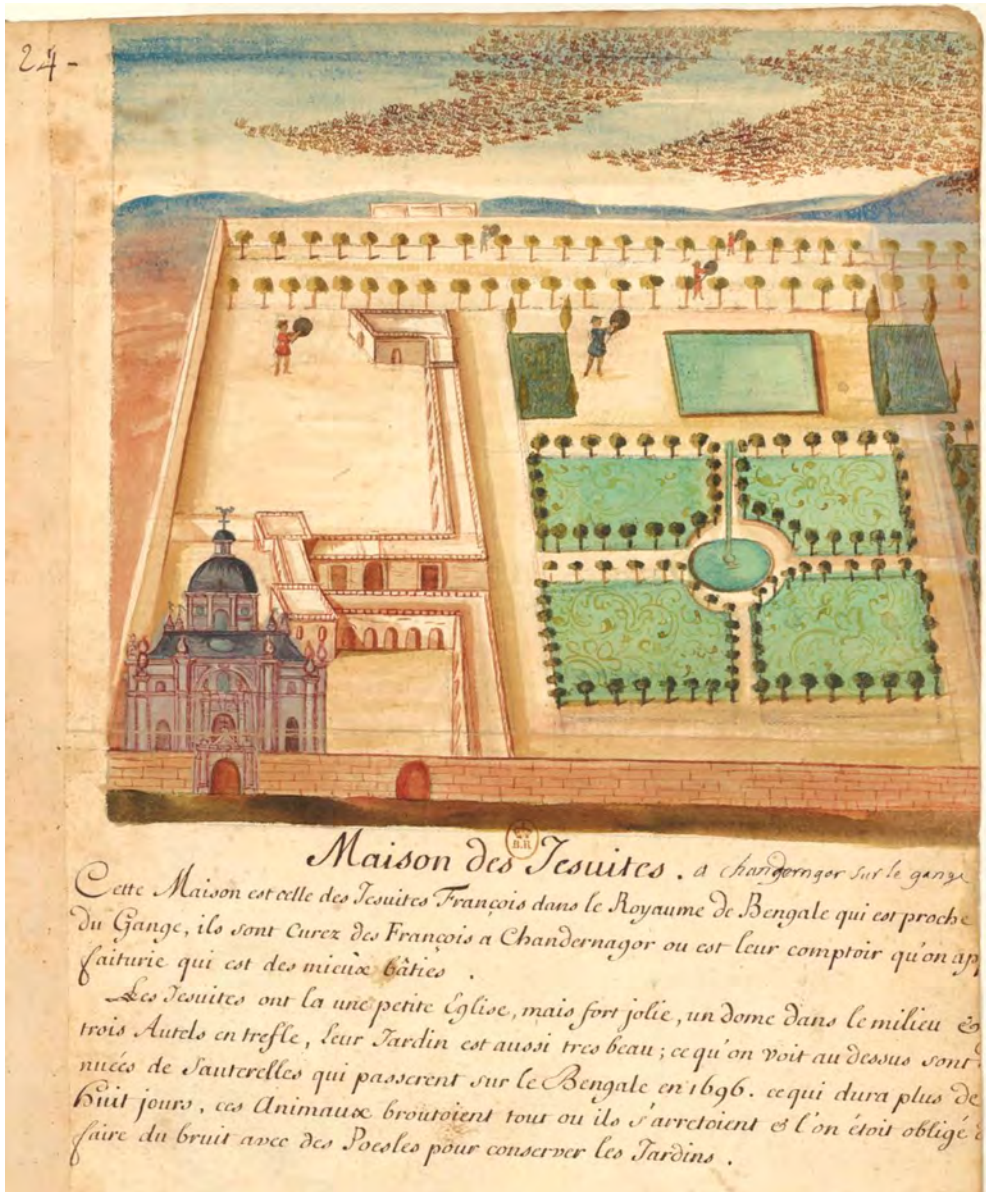 24-
B.R.
Maison des Jesuites. a changerngor sur le gange
Cette Maison est celle des Jesuites François dans le Royaume de Bengale qui est proche
du Gange, ils sont Curez des François a Chandernagor ou est leur comptoir qu'on app
faiturie qui est des mieux bâties.
Les Jesuites ont la une petite Eglise, mais fort jolie, un dome dans le milieu &
trois Autels en trefle, leur Jardin est aussi tres beau; ce qu'on voit au dessus sont
nuées de Sauterelles qui passerent sur le Bengale en 1696. ce qui dura plus de
huit jours, ces Animaux broutoient tout ou ils s'arretoient & l'on étoit obligé
faire du bruit avec des Poesles pour conserver les Jardins.